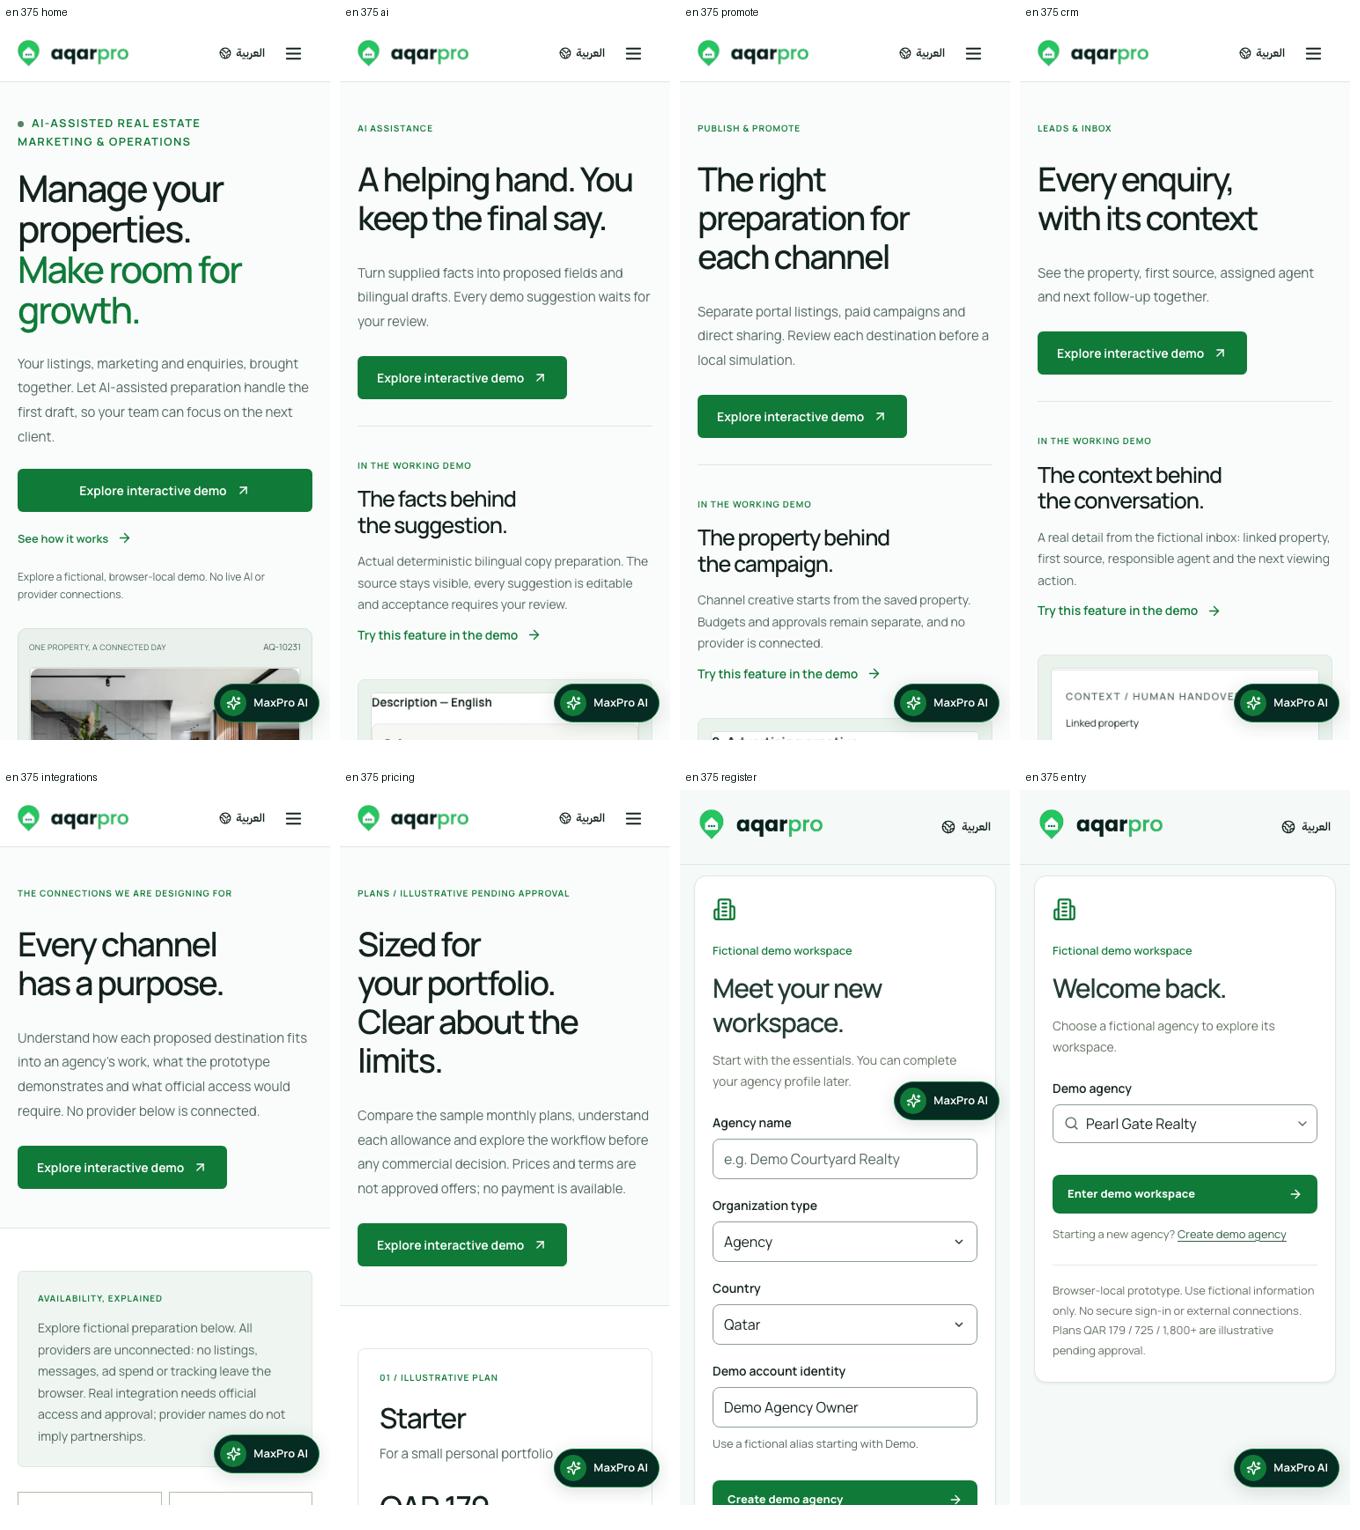 en 375 home
aqarpro
العربية
AI-ASSISTED REAL ESTATE
MARKETING & OPERATIONS
Manage your
properties.
Make room for
growth.
Your listings, marketing and enquiries, brought
together. Let AI-assisted preparation handle the
first draft, so your team can focus on the next
client.
Explore interactive demo
See how it works
Explore a fictional, browser-local demo. No live AI or
provider connections.
ONE PROPERTY, A CONNECTED DAY
AQ-10231
MaxPro AI
en 375 ai
aqarpro
العربية
AI ASSISTANCE
A helping hand. You
keep the final say.
Turn supplied facts into proposed fields and
bilingual drafts. Every demo suggestion waits for
your review.
Explore interactive demo
IN THE WORKING DEMO
The facts behind
the suggestion.
Actual deterministic bilingual copy preparation. The
source stays visible, every suggestion is editable
and acceptance requires your review.
Try this feature in the demo
Description — English
MaxPro AI
en 375 promote
aqarpro
العربية
PUBLISH & PROMOTE
The right
preparation for
each channel
Separate portal listings, paid campaigns and
direct sharing. Review each destination before a
local simulation.
Explore interactive demo
IN THE WORKING DEMO
The property behind
the campaign.
Channel creative starts from the saved property.
Budgets and approvals remain separate, and no
provider is connected.
Try this feature in the demo
MaxPro AI
en 375 crm
aqarpro
العربية
LEADS & INBOX
Every enquiry,
with its context
See the property, first source, assigned agent
and next follow-up together.
Explore interactive demo
IN THE WORKING DEMO
The context behind
the conversation.
A real detail from the fictional inbox: linked property,
first source, responsible agent and the next viewing
action.
Try this feature in the demo
CONTEXT / HUMAN HANDOVE
Linked property
MaxPro AI
en 375 integrations
aqarpro
العربية
THE CONNECTIONS WE ARE DESIGNING FOR
Every channel
has a purpose.
Understand how each proposed destination fits
into an agency's work, what the prototype
demonstrates and what official access would
require. No provider below is connected.
Explore interactive demo
AVAILABILITY, EXPLAINED
Explore fictional preparation below. All
providers are unconnected: no listings,
messages, ad spend or tracking leave the
browser. Real integration needs official
access and approval; provider names do not
imply partnerships.
MaxPro AI
en 375 pricing
aqarpro
العربية
PLANS / ILLUSTRATIVE PENDING APPROVAL
Sized for
your portfolio.
Clear about the
limits.
Compare the sample monthly plans, understand
each allowance and explore the workflow before
any commercial decision. Prices and terms are
not approved offers; no payment is available.
Explore interactive demo
01 / ILLUSTRATIVE PLAN
Starter
For a small personal portfolio
MaxPro AI
QAR 179
en 375 register
aqarpro
العربية
Fictional demo workspace
Meet your new
workspace.
Start with the essentials. You can complete
your agency profile later.
MaxPro AI
Agency name
e.g. Demo Courtyard Realty
Organization type
Agency
Country
Qatar
Demo account identity
Demo Agency Owner
Use a fictional alias starting with Demo.
Create demo agency
en 375 entry
aqarpro
العربية
Fictional demo workspace
Welcome back.
Choose a fictional agency to explore its
workspace.
Demo agency
Pearl Gate Realty
Enter demo workspace
Starting a new agency? Create demo agency
Browser-local prototype. Use fictional information
only. No secure sign-in or external connections.
Plans QAR 179 / 725 / 1,800+ are illustrative
pending approval.
MaxPro AI